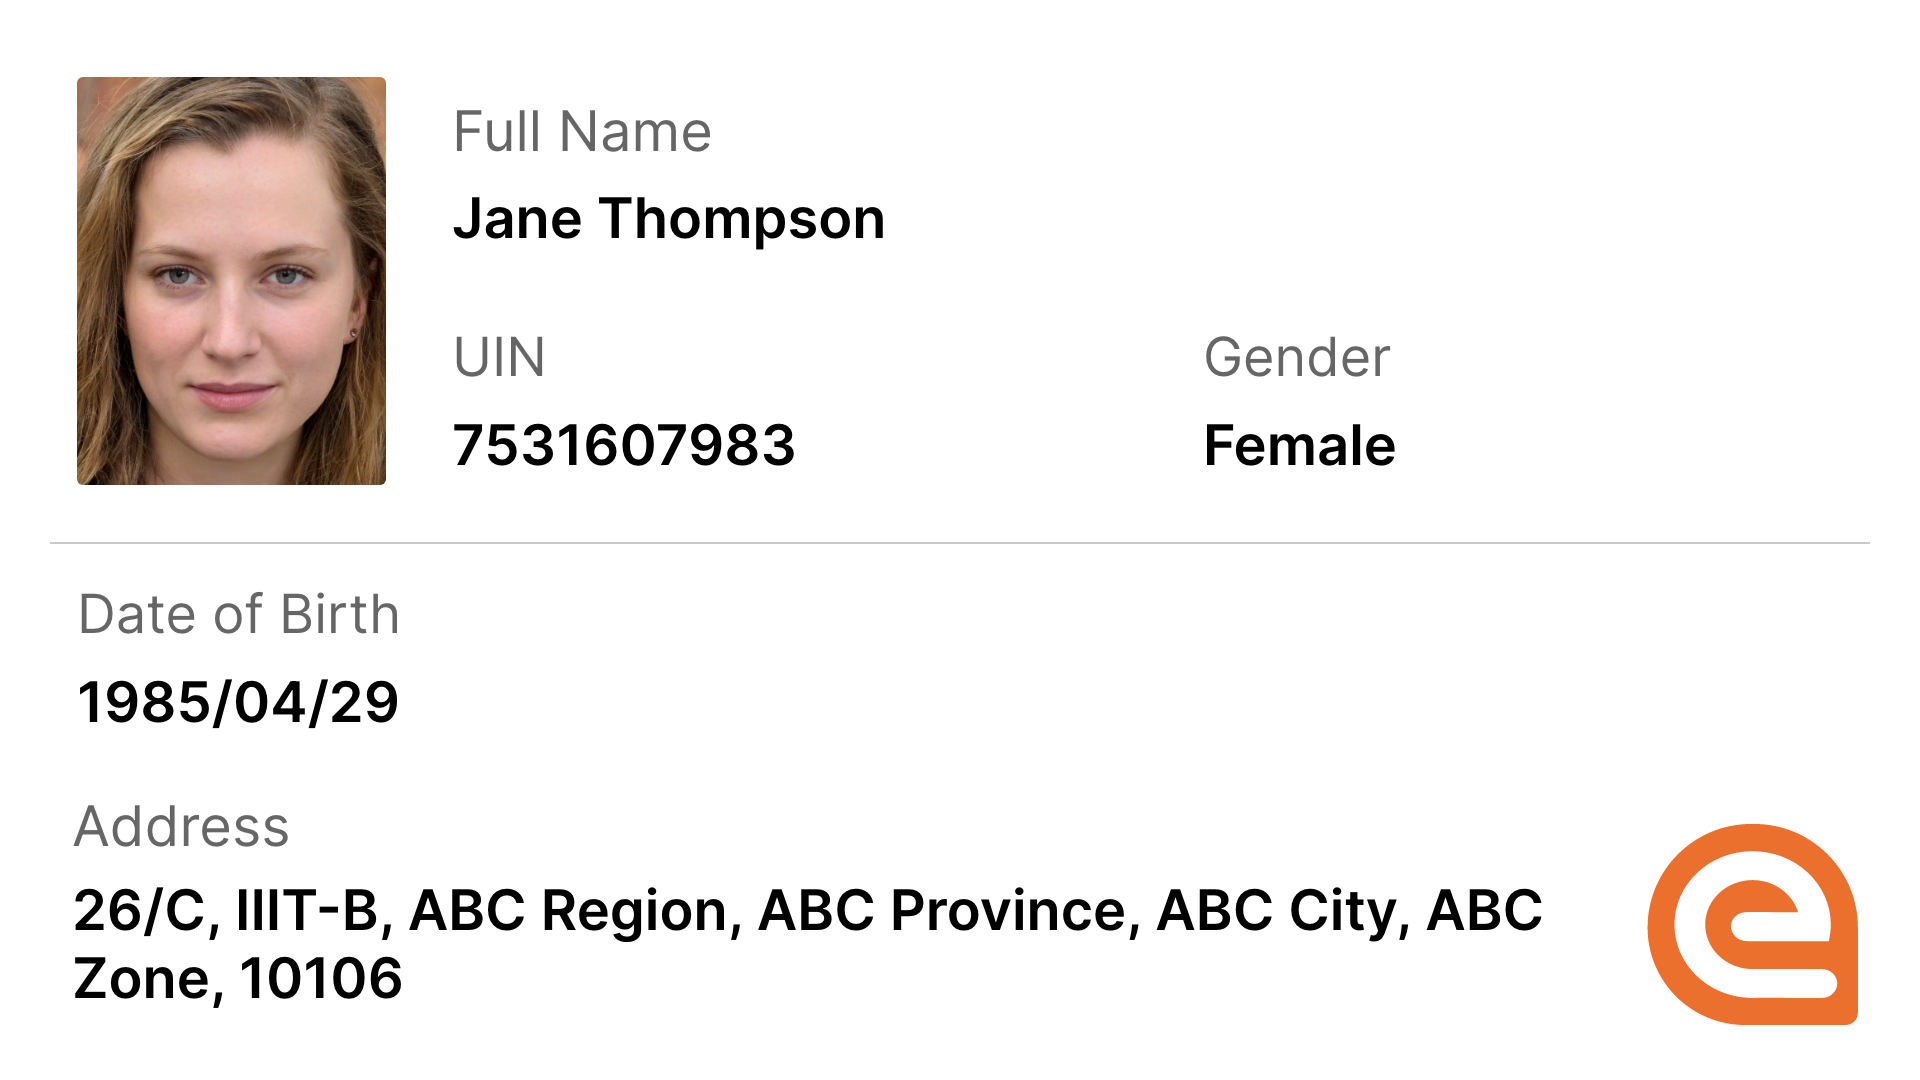 Full Name
Jane Thompson
UIN
Gender
7531607983
Female
Date of Birth
1985/04/29
Address
26/C, IIIT-B, ABC Region, ABC Province, ABC City, ABC
Zone, 10106